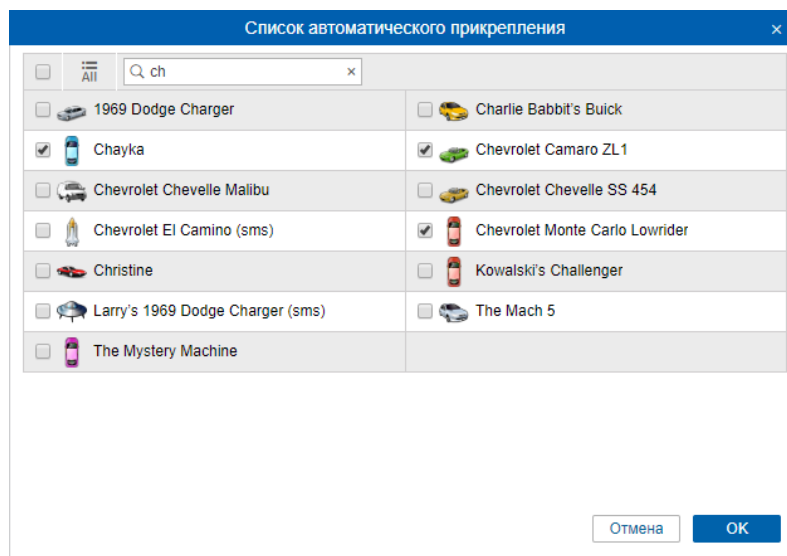 Список автоматического прикрепления ×
All ch ×
1969 Dodge Charger Charlie Babbit's Buick
Chayka Chevrolet Camaro ZL1
Chevrolet Chevelle Malibu Chevrolet Chevelle SS 454
Chevrolet El Camino (sms) Chevrolet Monte Carlo Lowrider
Christine Kowalski's Challenger
Larry's 1969 Dodge Charger (sms) The Mach 5
The Mystery Machine
Отмена OK